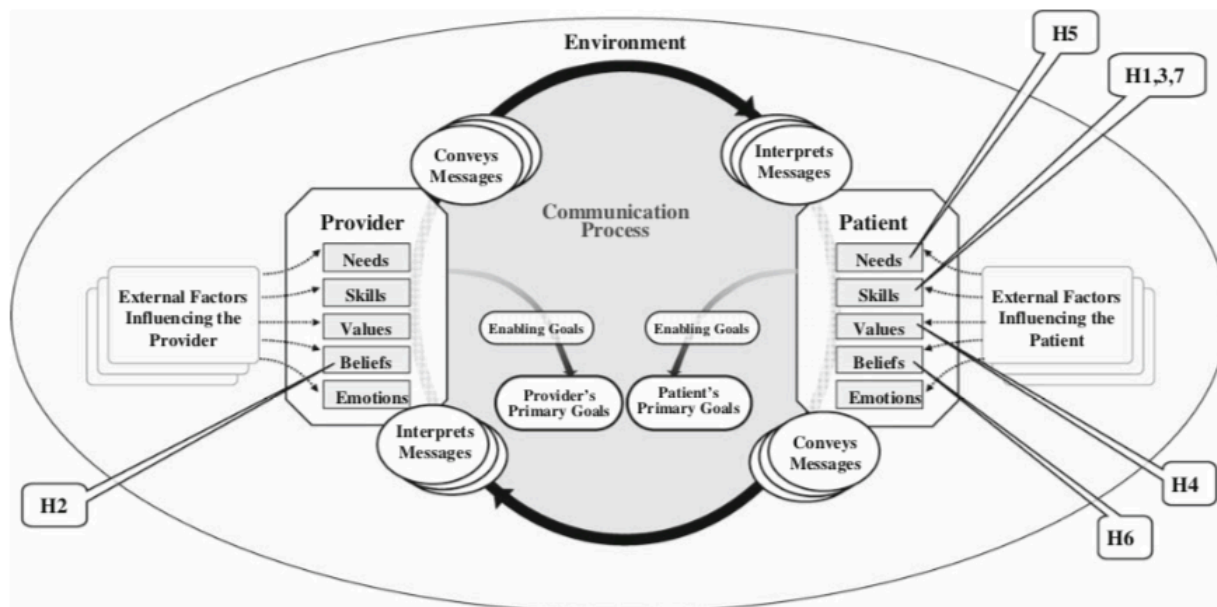 Environment
H5
H1,3,7
Conveys
Messages
Interprets
Messages
Communication
Process
Provider
Needs
Skills
Values
Beliefs
Emotions
Patient
Needs
Skills
Values
Beliefs
Emotions
External Factors
Influencing the
Provider
External Factors
Influencing the
Patient
Enabling Goals
Enabling Goals
Provider's
Primary Goals
Patient's
Primary Goals
Interprets
Messages
Conveys
Messages
H2
H4
H6